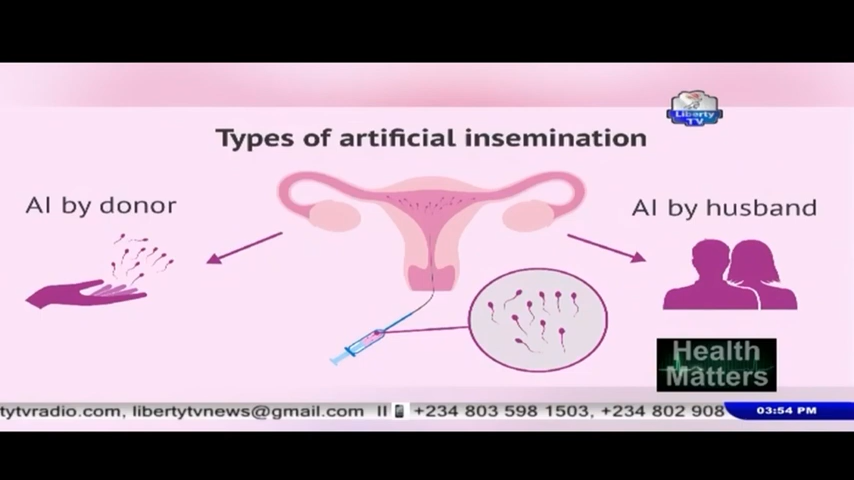 Liberty
TV
Types of artificial insemination
AI by donor
AI by husband
Health
Matters
tytvradio.com, libertytvnews@gmail.com II +234 803 598 1503, +234 802 908
03:54 PM